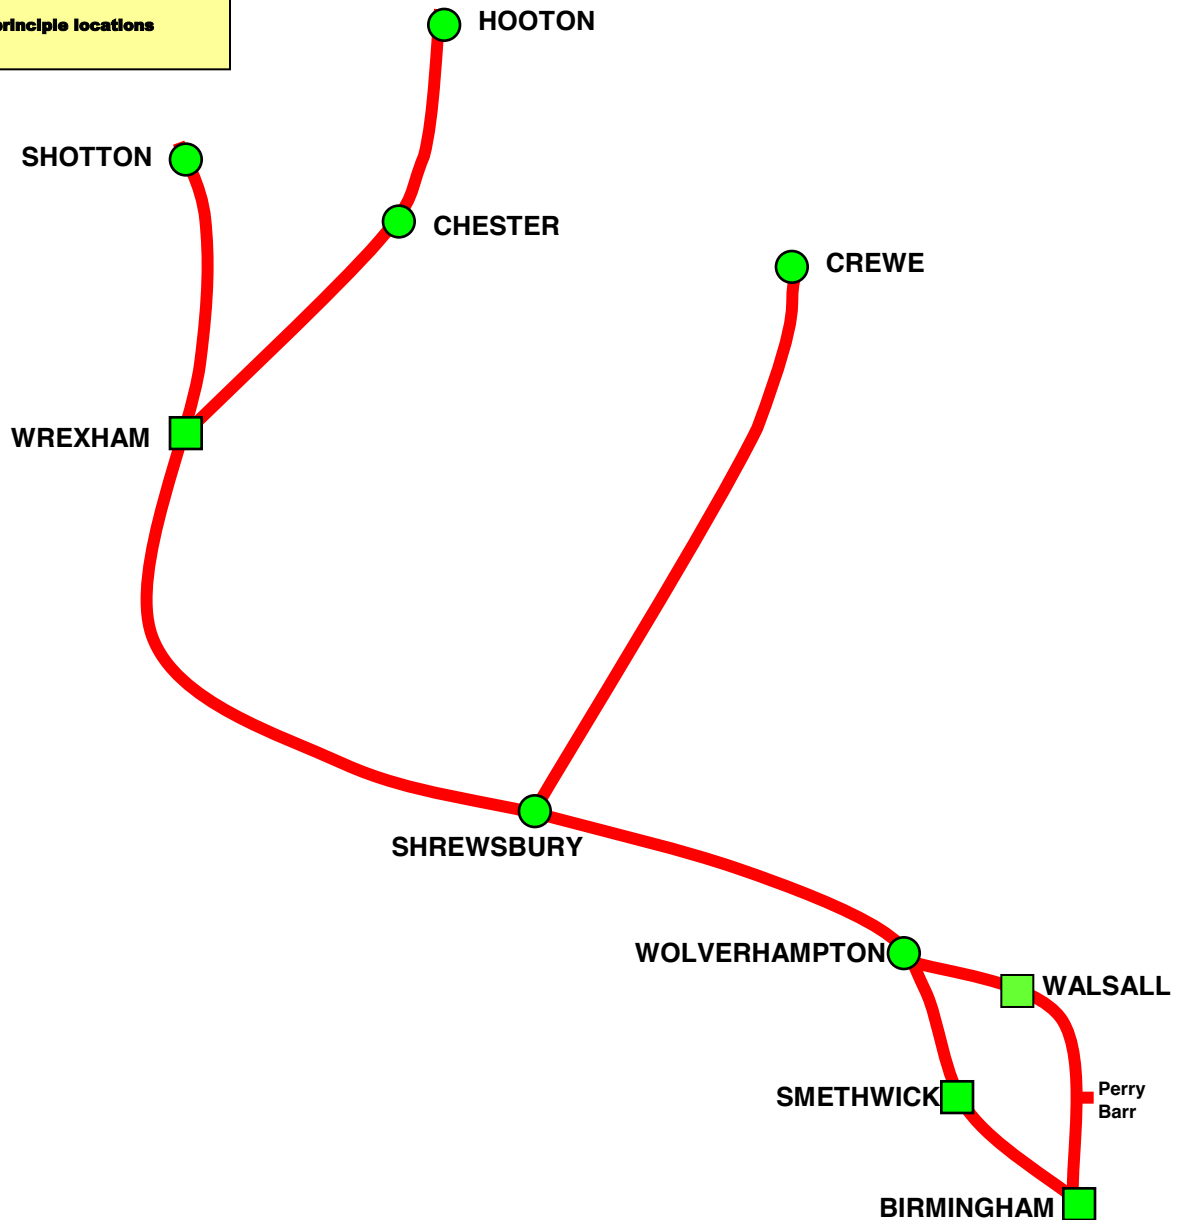 principle locations
HOOTON
SHOTTON
CHESTER
CREWE
WREXHAM
SHREWSBURY
WOLVERHAMPTON
WALSALL
SMETHWICK
Perry
Barr
BIRMINGHAM